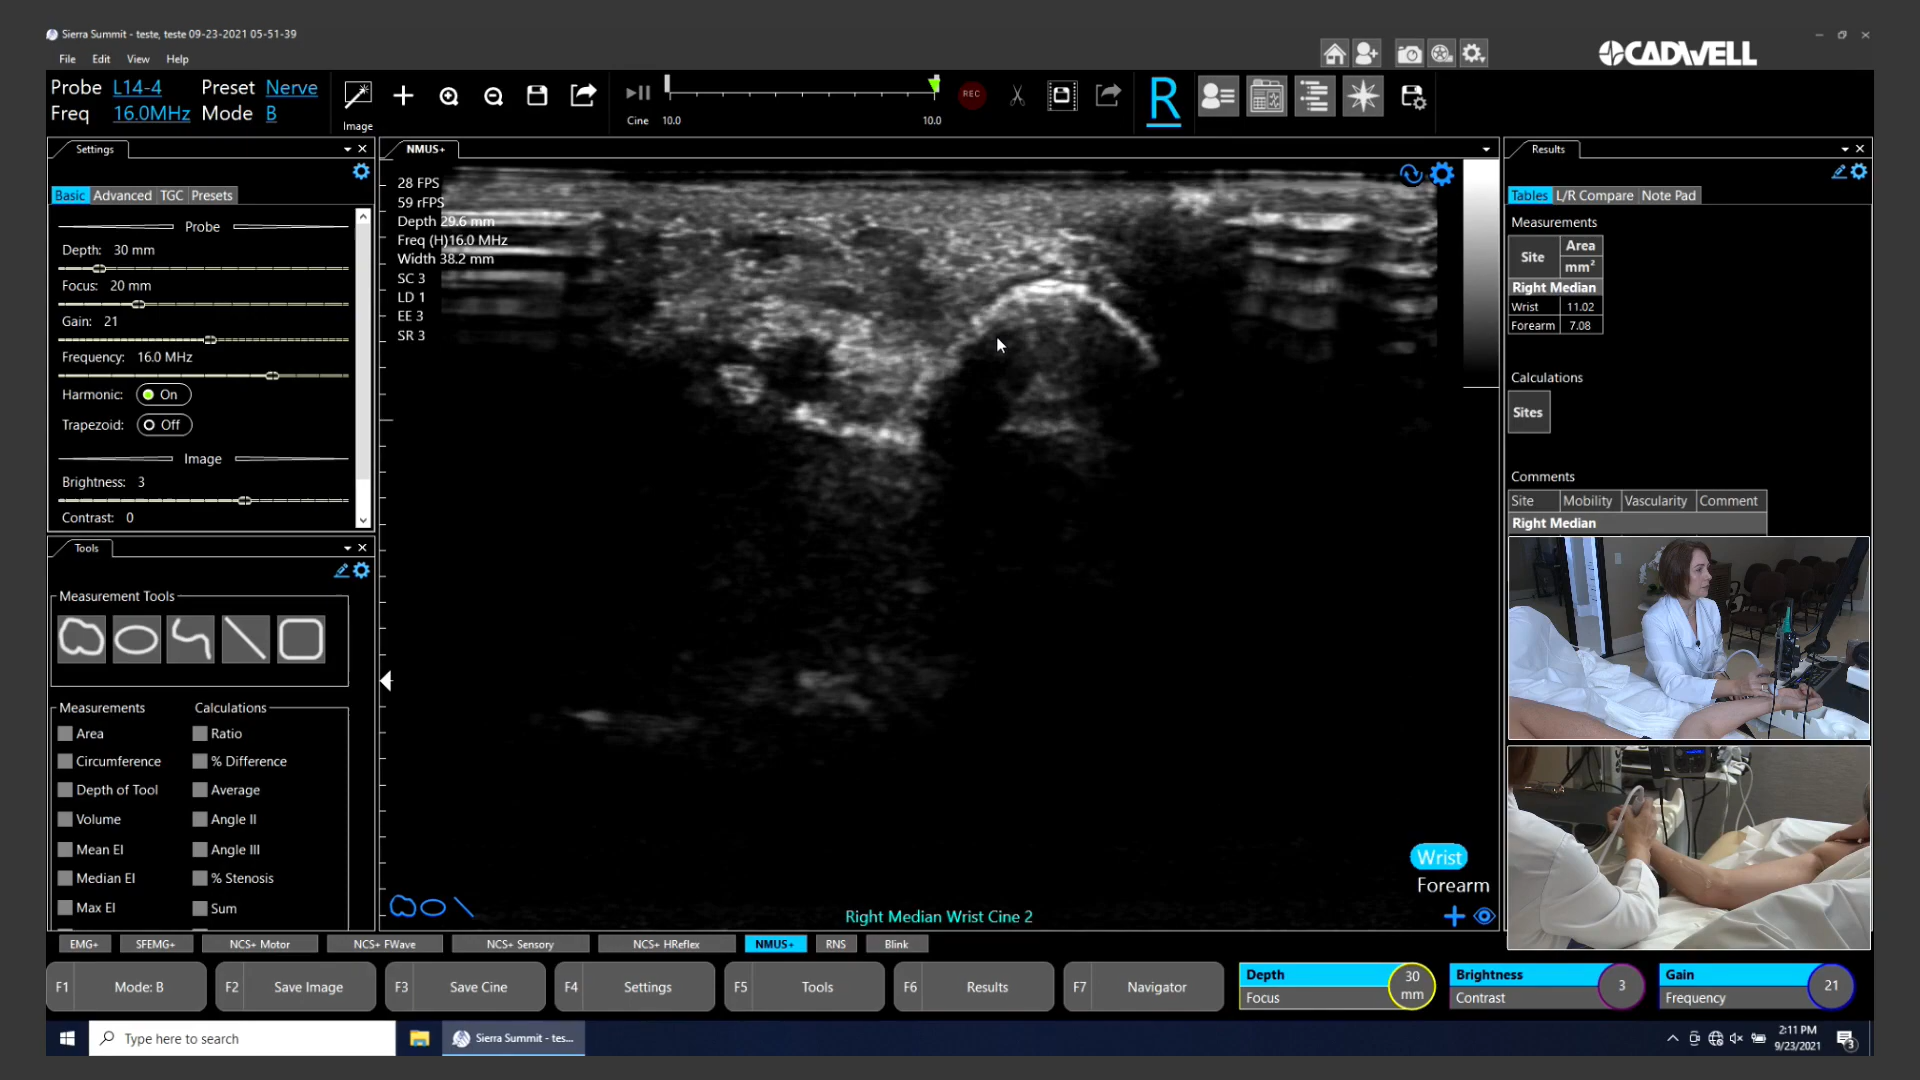 Sierra Summit - teste, teste 09-23-2021 05-51-39
File Edit View Help
CADWELL
Probe L14-4 Preset Nerve
Freq 16.0MHz Mode B
Image
Cine 10.0 10.0
REC
R
Settings
Basic Advanced TGC Presets
Probe
Depth: 30 mm
Focus: 20 mm
Gain: 21
Frequency: 16.0 MHz
Harmonic: On
Trapezoid: Off
Image
Brightness: 3
Contrast: 0
Tools
Measurement Tools
Measurements Calculations
Area Ratio
Circumference % Difference
Depth of Tool Average
Volume Angle II
Mean EI Angle III
Median EI % Stenosis
Max EI Sum
NMUS+
28 FPS
59 rFPS
Depth 29.6 mm
Freq (H)16.0 MHz
Width 38.2 mm
SC 3
LD 1
EE 3
SR 3
Wrist
Forearm
Right Median Wrist Cine 2
Results
Tables L/R Compare Note Pad
Measurements
Site Area
mm²
Right Median
Wrist 11.02
Forearm 7.08
Calculations
Sites
Comments
Site Mobility Vascularity Comment
Right Median
EMG+ SFEMG+ NCS+ Motor NCS+ FWave NCS+ Sensory NCS+ HReflex NMUS+ RNS Blink
F1 Mode: B F2 Save Image F3 Save Cine F4 Settings F5 Tools F6 Results F7 Navigator
Depth 30 mm
Focus
Brightness 3
Contrast
Gain 21
Frequency
Type here to search
Sierra Summit - tes...
2:11 PM
9/23/2021
3